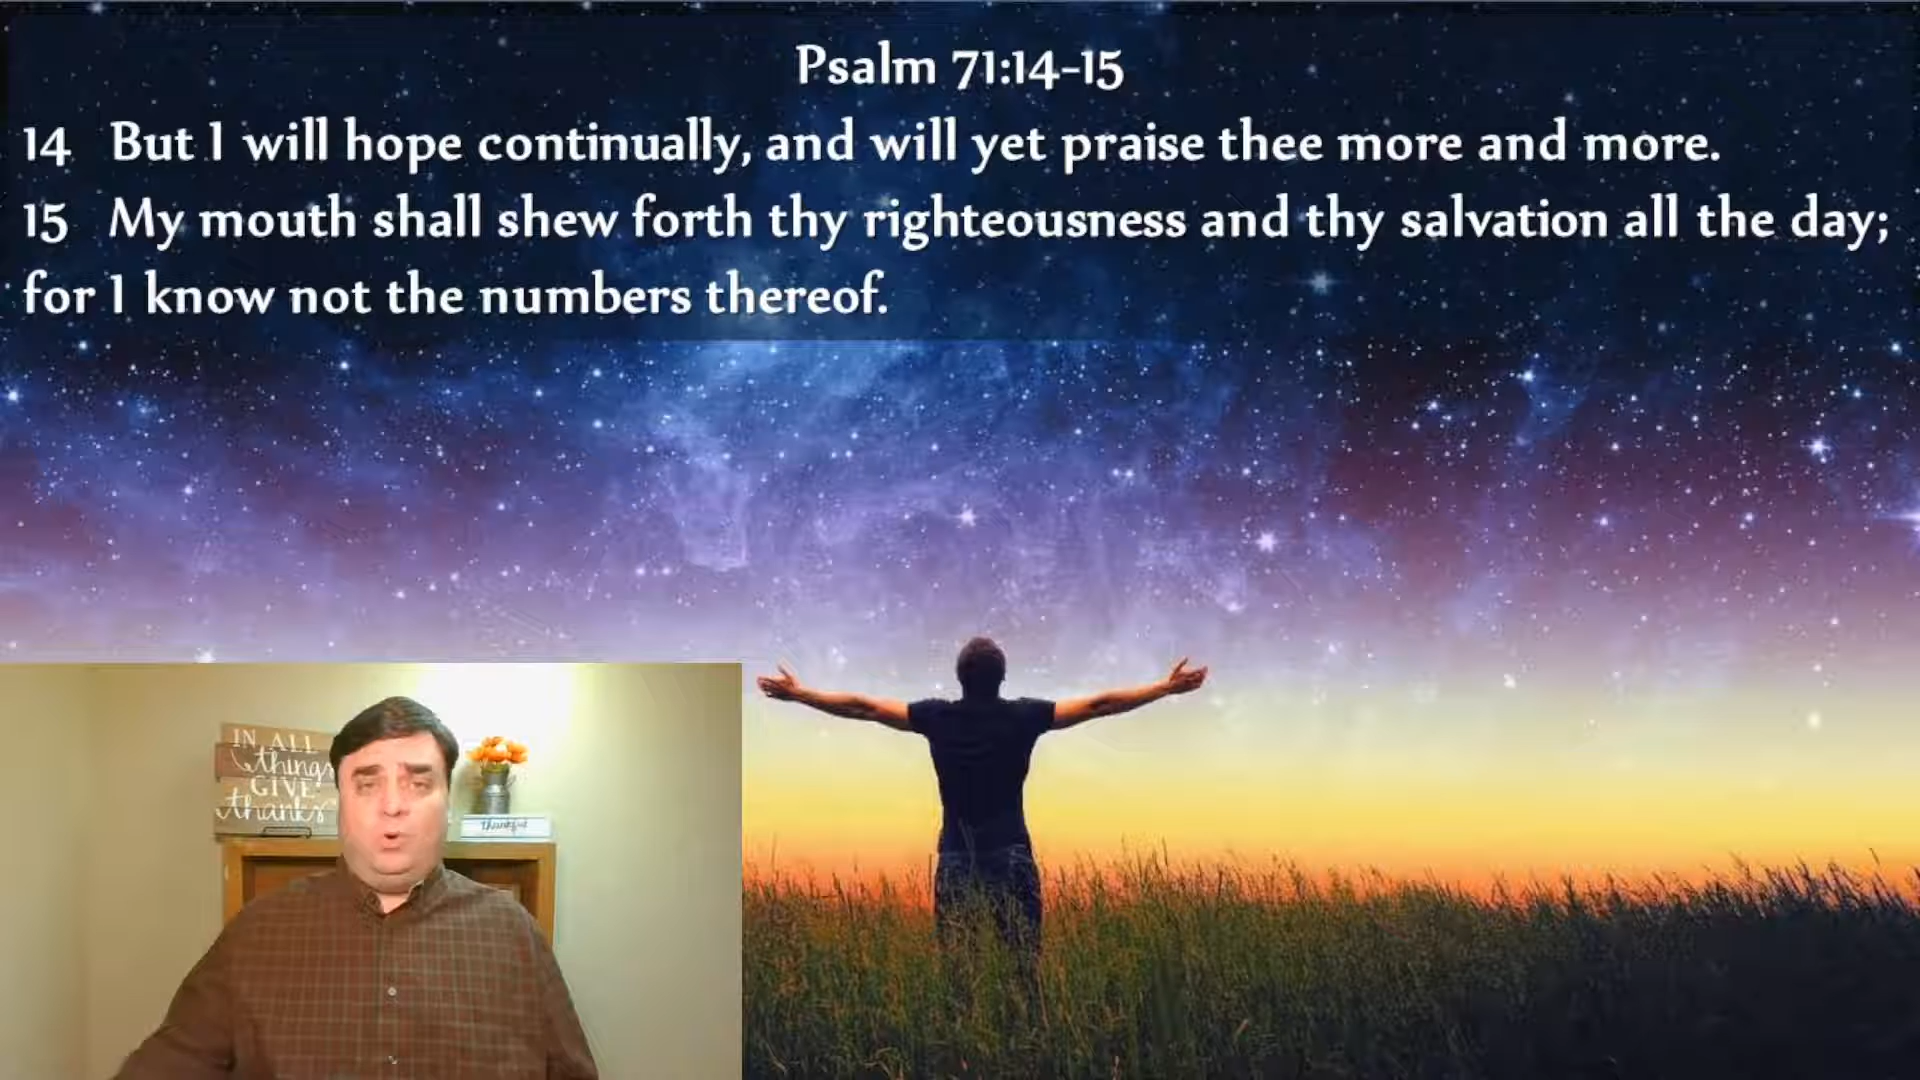 Psalm 71:14-15
14 But I will hope continually, and will yet praise thee more and more.
15 My mouth shall shew forth thy righteousness and thy salvation all the day;
for I know not the numbers thereof.
IN ALL
things
GIVE
thanks
thankful